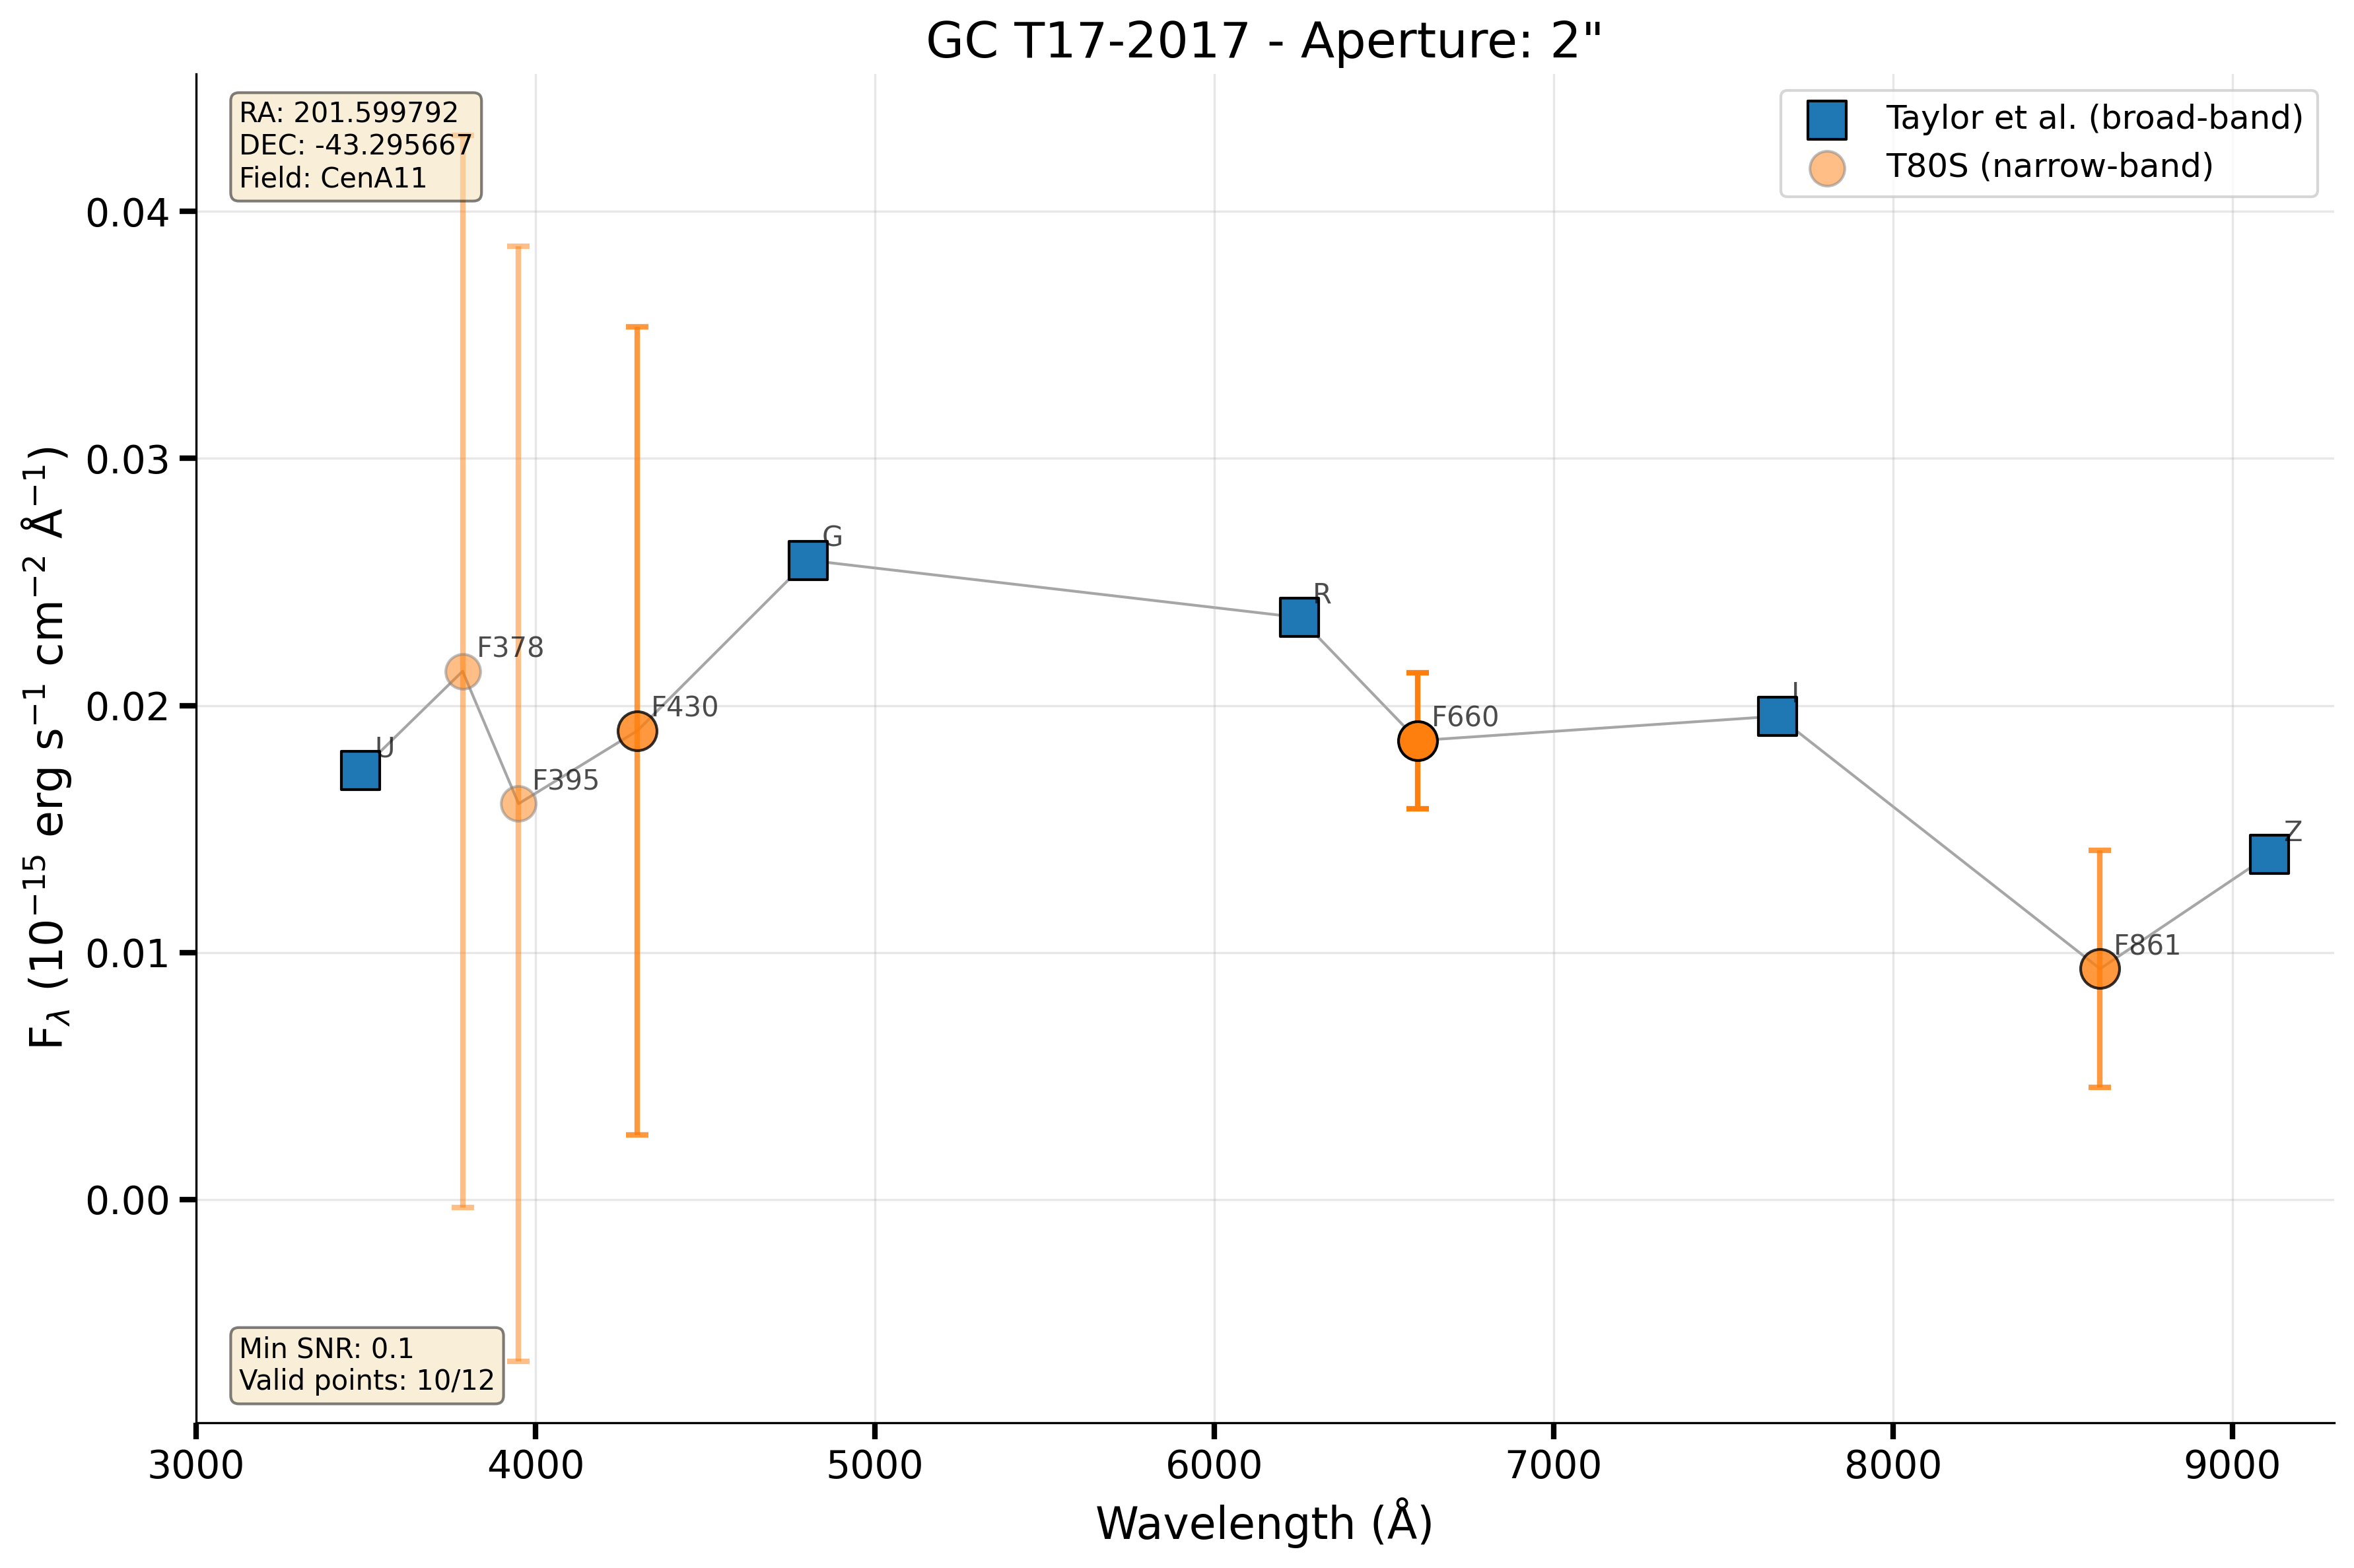 GC T17-2017 - Aperture: 2"
RA: 201.599792
DEC: -43.295667
Field: CenA11
Taylor et al. (broad-band)
T80S (narrow-band)
0.04
0.03
0.02
0.01
0.00
F$_{λ}$ (10$^{−15}$ erg s$^{−1}$ cm$^{−2}$ Å$^{−1}$)
U
F378
F395
F430
G
R
F660
I
F861
Z
Min SNR: 0.1
Valid points: 10/12
3000 4000 5000 6000 7000 8000 9000
Wavelength (Å)